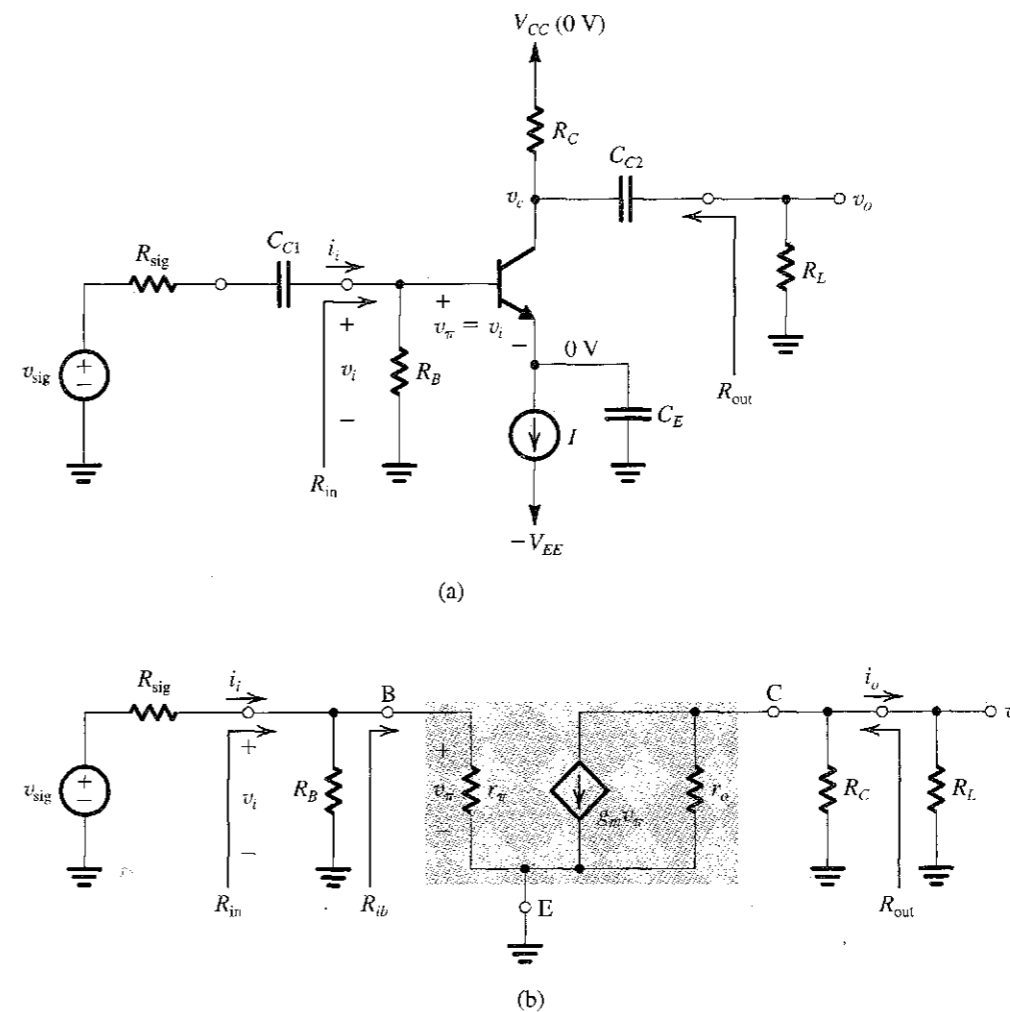 V_CC (0 V)
R_C
C_C2
v_c
v_o
R_sig
C_C1
i_i
R_L
+
v_π = v_i
−
0 V
v_sig
+
−
+
v_i
−
R_B
R_out
C_E
I
R_in
−V_EE
(a)
R_sig
i_i
B
C
i_o
v_sig
+
−
+
v_i
−
R_B
+
v_π
−
r_π
g_m v_π
r_o
R_C
R_L
R_in
R_ib
E
R_out
(b)